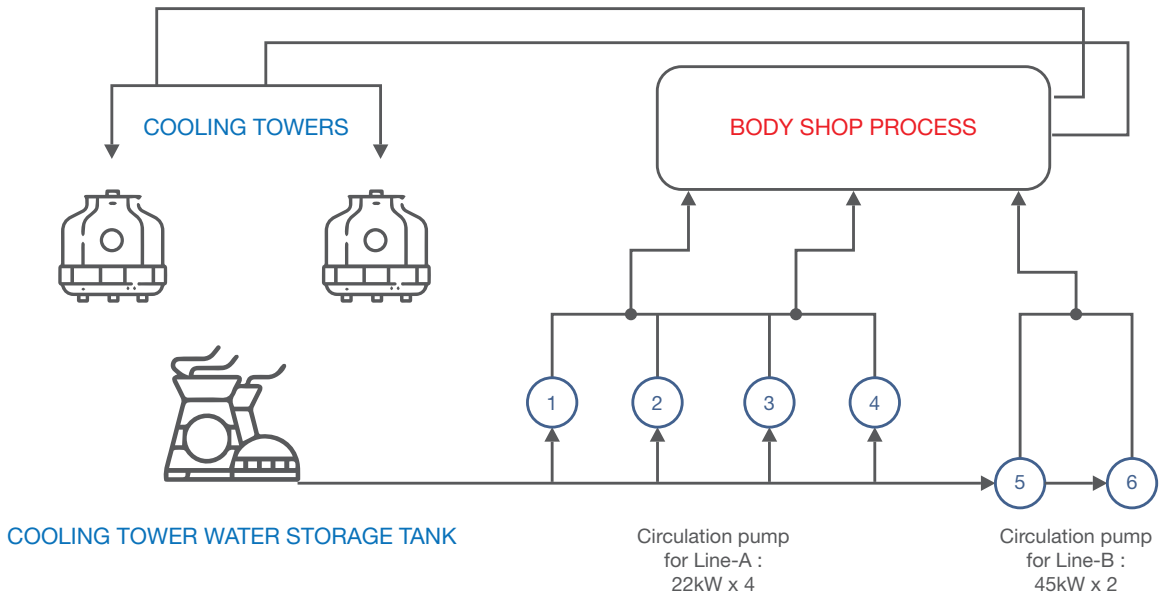 COOLING TOWERS
BODY SHOP PROCESS
1
2
3
4
5
6
COOLING TOWER WATER STORAGE TANK
Circulation pump
for Line-A :
22kW x 4
Circulation pump
for Line-B :
45kW x 2